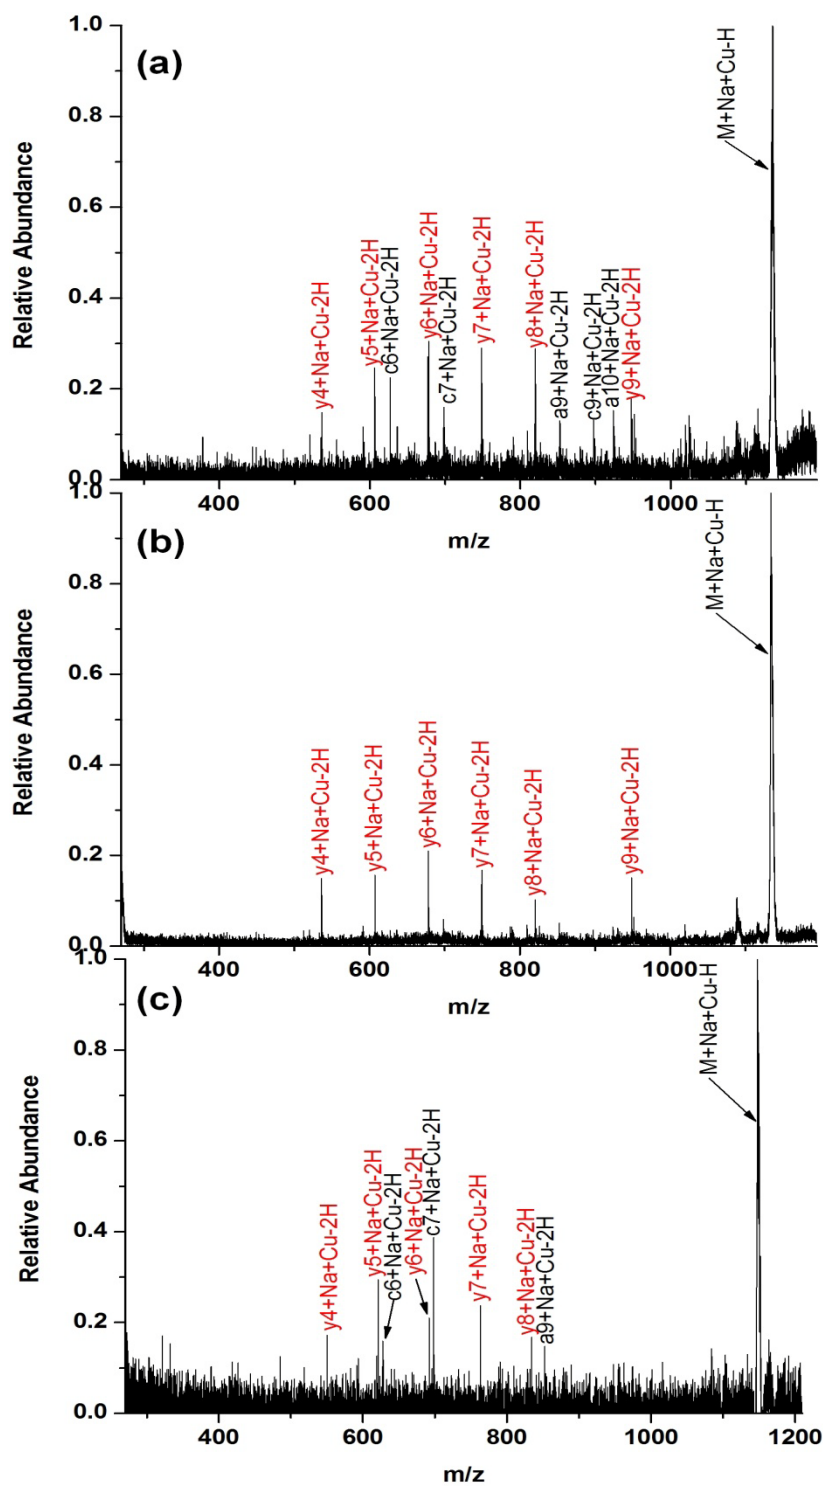 (a)
Relative Abundance
1.0
0.8
0.6
0.4
0.2
0.0
y4+Na+Cu-2H
y5+Na+Cu-2H
c6+Na+Cu-2H
y6+Na+Cu-2H
c7+Na+Cu-2H
y7+Na+Cu-2H
y8+Na+Cu-2H
a9+Na+Cu-2H
c9+Na+Cu-2H
a10+Na+Cu-2H
y9+Na+Cu-2H
M+Na+Cu-H
400 600 800 1000
m/z
(b)
Relative Abundance
1.0
0.8
0.6
0.4
0.2
0.0
y4+Na+Cu-2H
y5+Na+Cu-2H
y6+Na+Cu-2H
y7+Na+Cu-2H
y8+Na+Cu-2H
y9+Na+Cu-2H
M+Na+Cu-H
400 600 800 1000
m/z
(c)
Relative Abundance
1.0
0.8
0.6
0.4
0.2
0.0
y4+Na+Cu-2H
y5+Na+Cu-2H
c6+Na+Cu-2H
y6+Na+Cu-2H
c7+Na+Cu-2H
y7+Na+Cu-2H
y8+Na+Cu-2H
a9+Na+Cu-2H
M+Na+Cu-H
400 600 800 1000 1200
m/z